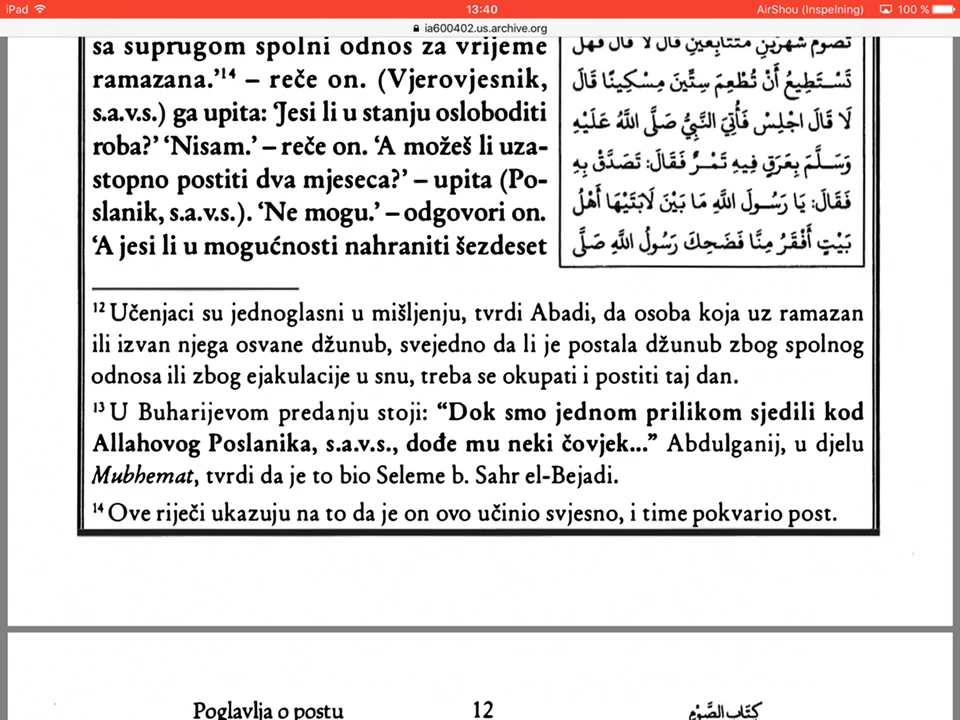 iPad 13:40 AirShou (Inspelning) 100 %
ia600402.us.archive.org
sa suprugom spolni odnos za vrijeme
ramazana.’¹⁴ – reče on. (Vjerovjesnik,
s.a.v.s.) ga upita: ‘Jesi li u stanju osloboditi
roba?’ ‘Nisam.’ – reče on. ‘A možeš li uza-
stopno postiti dva mjeseca?’ – upita (Po-
slanik, s.a.v.s.). ‘Ne mogu.’ – odgovori on.
‘A jesi li u mogućnosti nahraniti šezdeset
تَصُومَ شَهْرَيْنِ مُتَتَابِعَيْنِ قَالَ لَا قَالَ فَهَلْ
تَسْتَطِيعُ أَنْ تُطْعِمَ سِتِّينَ مِسْكِينًا قَالَ
لَا قَالَ اجْلِسْ فَأُتِيَ النَّبِيُّ صَلَّى اللَّهُ عَلَيْهِ
وَسَلَّمَ بِعَرَقٍ فِيهِ تَمْرٌ فَقَالَ: تَصَدَّقْ بِهِ
فَقَالَ: يَا رَسُولَ اللَّهِ مَا بَيْنَ لَابَتَيْهَا أَهْلُ
بَيْتٍ أَفْقَرُ مِنَّا فَضَحِكَ رَسُولُ اللَّهِ صَلَّى
¹² Učenjaci su jednoglasni u mišljenju, tvrdi Abadi, da osoba koja uz ramazan
ili izvan njega osvane džunub, svejedno da li je postala džunub zbog spolnog
odnosa ili zbog ejakulacije u snu, treba se okupati i postiti taj dan.
¹³ U Buharijevom predanju stoji: “Dok smo jednom prilikom sjedili kod
Allahovog Poslanika, s.a.v.s., dođe mu neki čovjek...” Abdulganij, u djelu
Mubhemat, tvrdi da je to bio Seleme b. Sahr el-Bejadi.
¹⁴ Ove riječi ukazuju na to da je on ovo učinio svjesno, i time pokvario post.
Poglavlja o postu 12 كِتَاب الصَّوْمِ